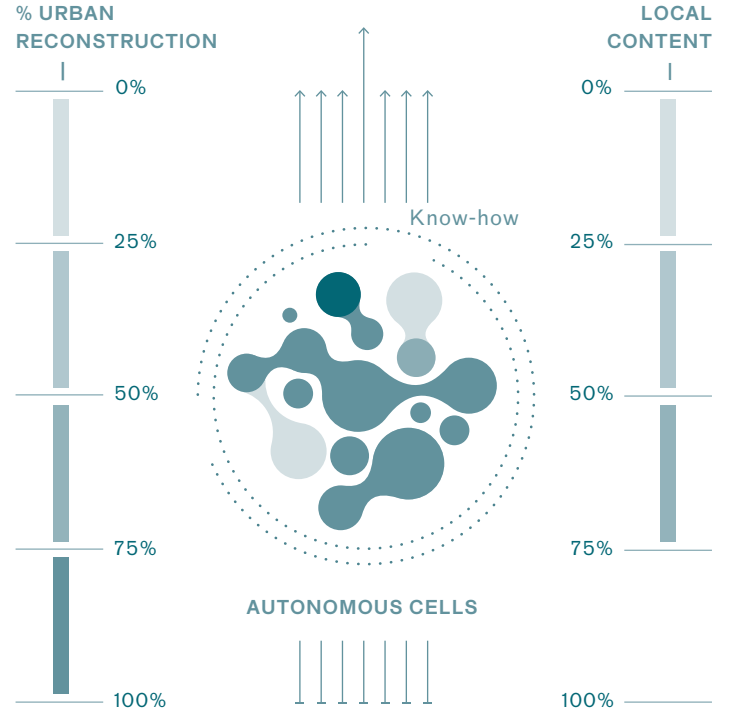 % URBAN
RECONSTRUCTION
0%
25%
50%
75%
100%
Know-how
AUTONOMOUS CELLS
LOCAL
CONTENT
0%
25%
50%
75%
100%